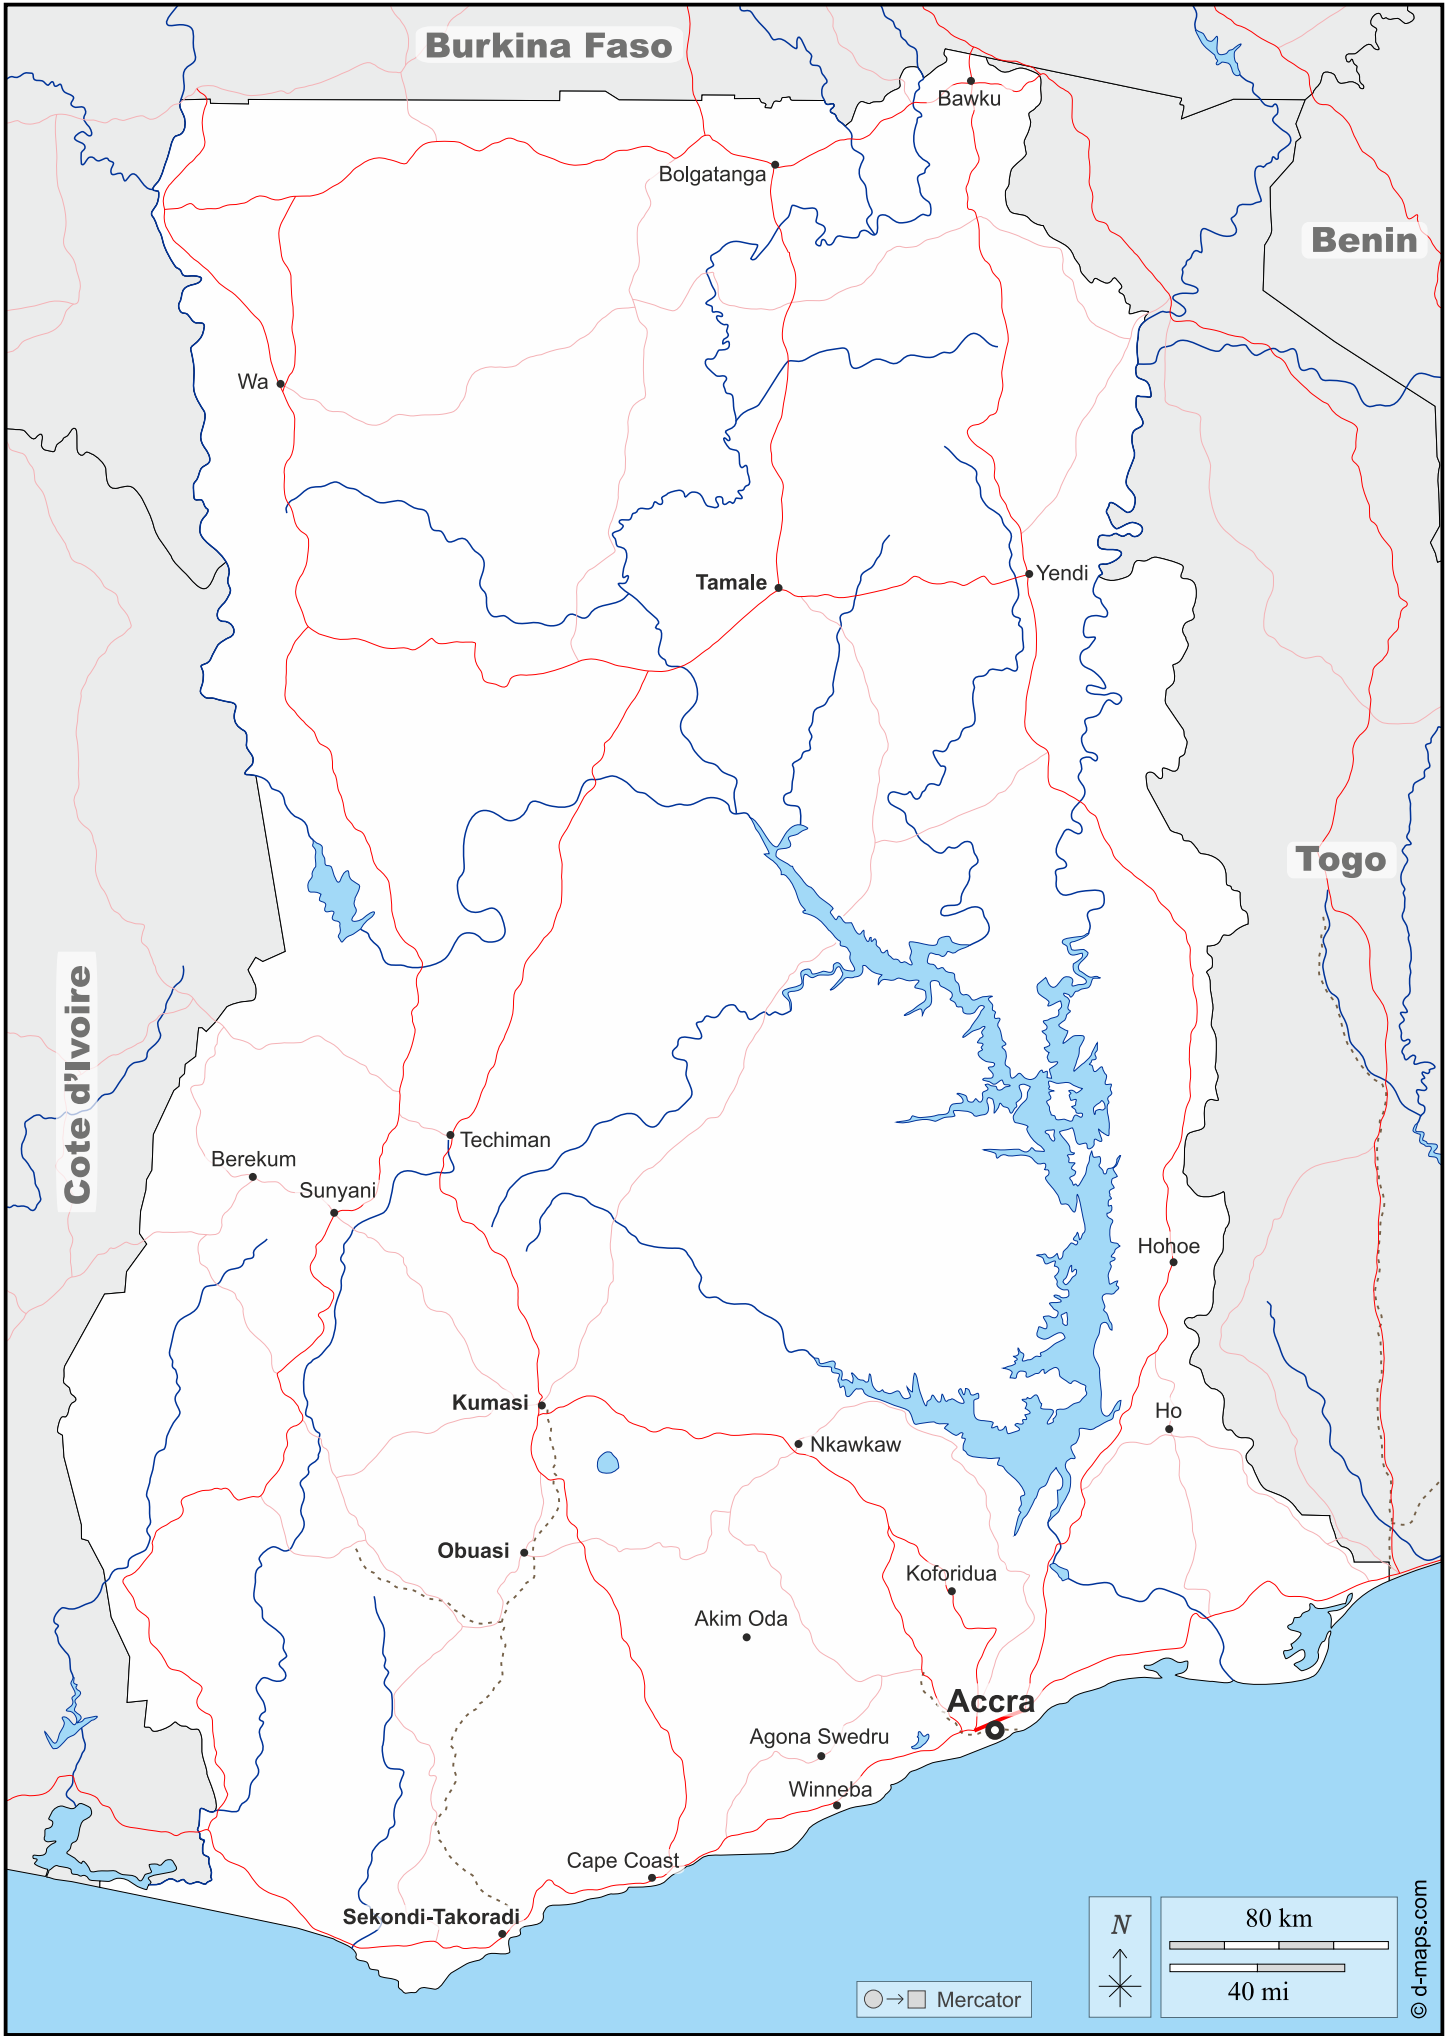 Burkina Faso
Bawku
Bolgatanga
Benin
Wa
Tamale
Yendi
Togo
Cote d'Ivoire
Techiman
Berekum
Sunyani
Hohoe
Kumasi
Ho
Nkawkaw
Obuasi
Koforidua
Akim Oda
Accra
Agona Swedru
Winneba
Cape Coast
Sekondi-Takoradi
N
80 km
40 mi
Mercator
© d-maps.com